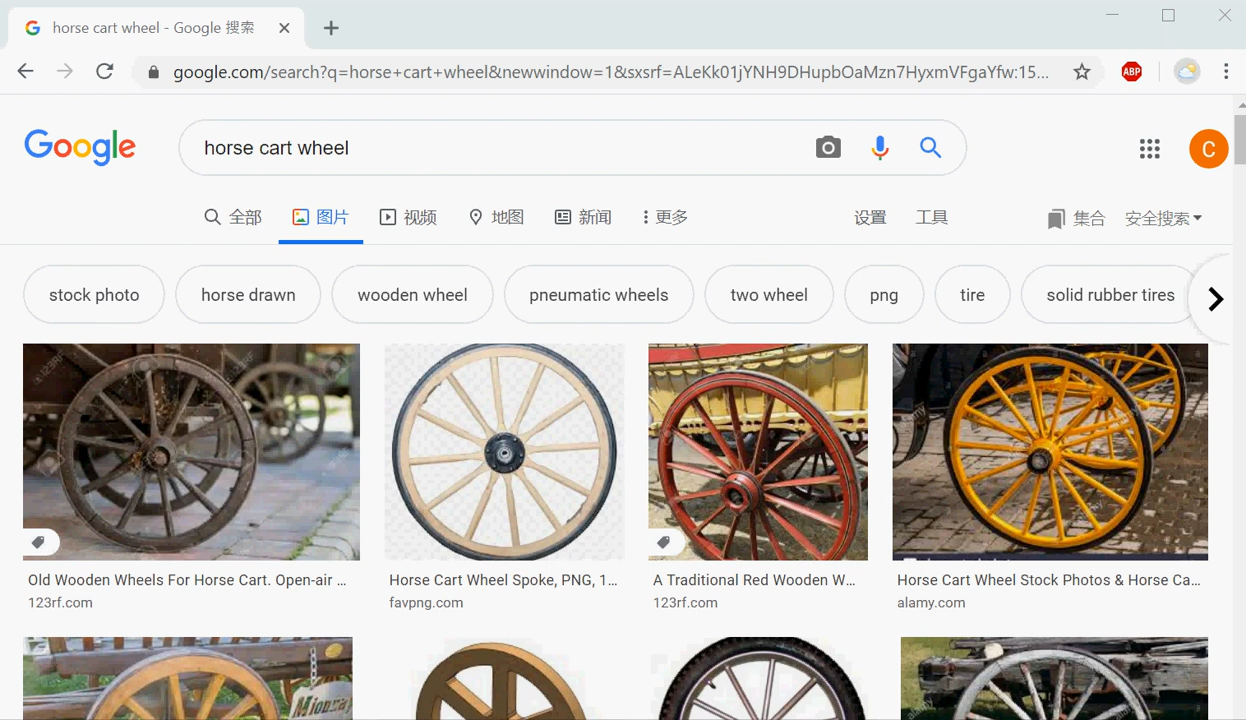 horse cart wheel - Google 搜索
google.com/search?q=horse+cart+wheel&newwindow=1&sxsrf=ALeKk01jYNH9DHupbOaMzn7HyxmVFgaYfw:15...
ABP
Google
horse cart wheel
C
全部
图片
视频
地图
新闻
更多
设置
工具
集合
安全搜索
stock photo
horse drawn
wooden wheel
pneumatic wheels
two wheel
png
tire
solid rubber tires
Old Wooden Wheels For Horse Cart. Open-air ...
123rf.com
Horse Cart Wheel Spoke, PNG, 1...
favpng.com
A Traditional Red Wooden W...
123rf.com
Horse Cart Wheel Stock Photos & Horse Ca...
alamy.com